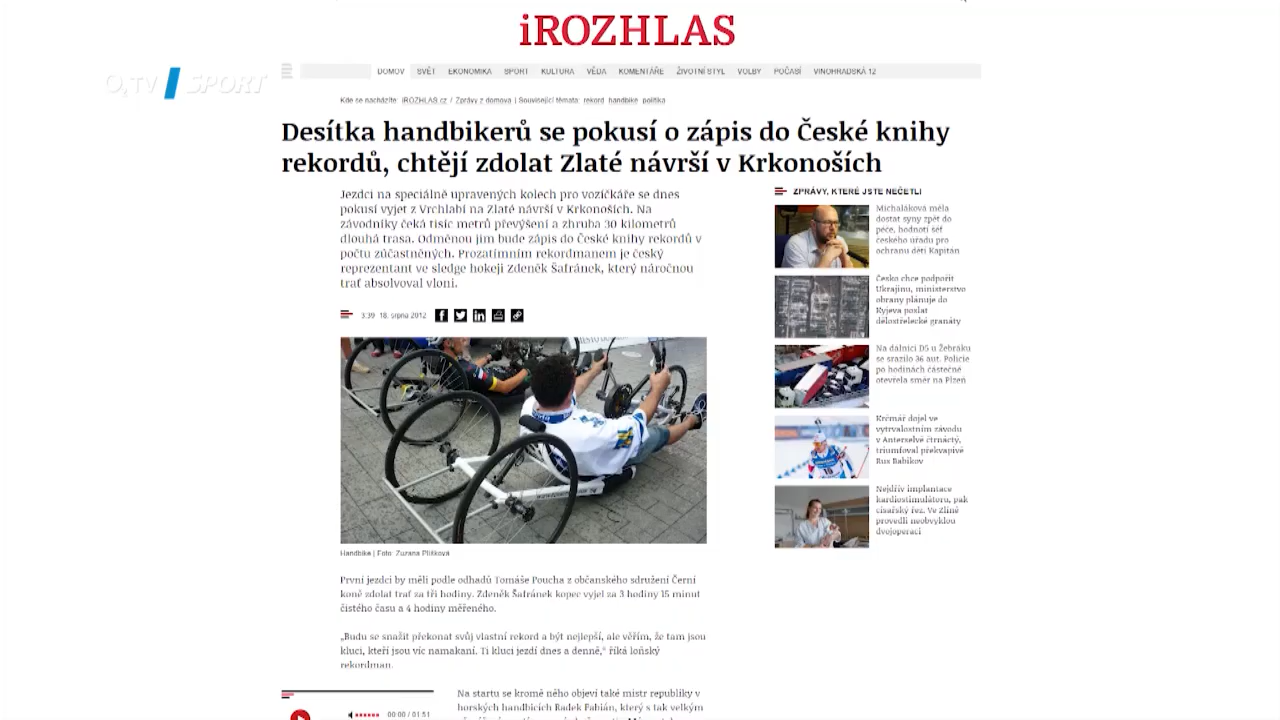 iROZHLAS
O2 TV SPORT
DOMOV SVĚT EKONOMIKA SPORT KULTURA VĚDA KOMENTÁŘE ŽIVOTNÍ STYL VOLBY POČASÍ VINOHRADSKÁ 12
Kde se nacházíte: iROZHLAS.cz / Zprávy z domova | Související témata: rekord handbike politika
Desítka handbikerů se pokusí o zápis do České knihy
rekordů, chtějí zdolat Zlaté návrší v Krkonoších
Jezdci na speciálně upravených kolech pro vozíčkáře se dnes
pokusí vyjet z Vrchlabí na Zlaté návrší v Krkonoších. Na
závodníky čeká tisíc metrů převýšení a zhruba 30 kilometrů
dlouhá trasa. Odměnou jim bude zápis do České knihy rekordů v
počtu zúčastněných. Prozatímním rekordmanem je český
reprezentant ve sledge hokeji Zdeněk Šafránek, který náročnou
trať absolvoval vloni.
3:39 18. srpna 2012
Handbike | Foto: Zuzana Plíšková
První jezdci by měli podle odhadů Tomáše Poucha z občanského sdružení Černí
koně zdolat trať za tři hodiny. Zdeněk Šafránek kopec vyjel za 3 hodiny 15 minut
čistého času a 4 hodiny měřeného.
„Budu se snažit překonat svůj vlastní rekord a být nejlepší, ale věřím, že tam jsou
kluci, kteří jsou víc namakaní. Ti kluci jezdí dnes a denně,“ říká loňský
rekordman.
00:00 / 01:51
Na startu se kromě něho objeví také mistr republiky v
horských handbicích Radek Fabián, který s tak velkým
ZPRÁVY, KTERÉ JSTE NEČETLI
Michaláková měla
dostat syny zpět do
péče, hodnotí šéf
českého úřadu pro
ochranu dětí Kapitán
Česko chce podpořit
Ukrajinu, ministerstvo
obrany plánuje do
Kyjeva poslat
dělostřelecké granáty
Na dálnici D5 u Žebráku
se srazilo 36 aut. Policie
po hodinách částečně
otevřela směr na Plzeň
Krčmář dojel ve
vytrvalostním závodu
v Anterselvě čtrnáctý,
triumfoval překvapivě
Rus Babikov
Nejdřív implantace
kardiostimulátoru, pak
císařský řez. Ve Zlíně
provedli neobvyklou
dvojoperaci